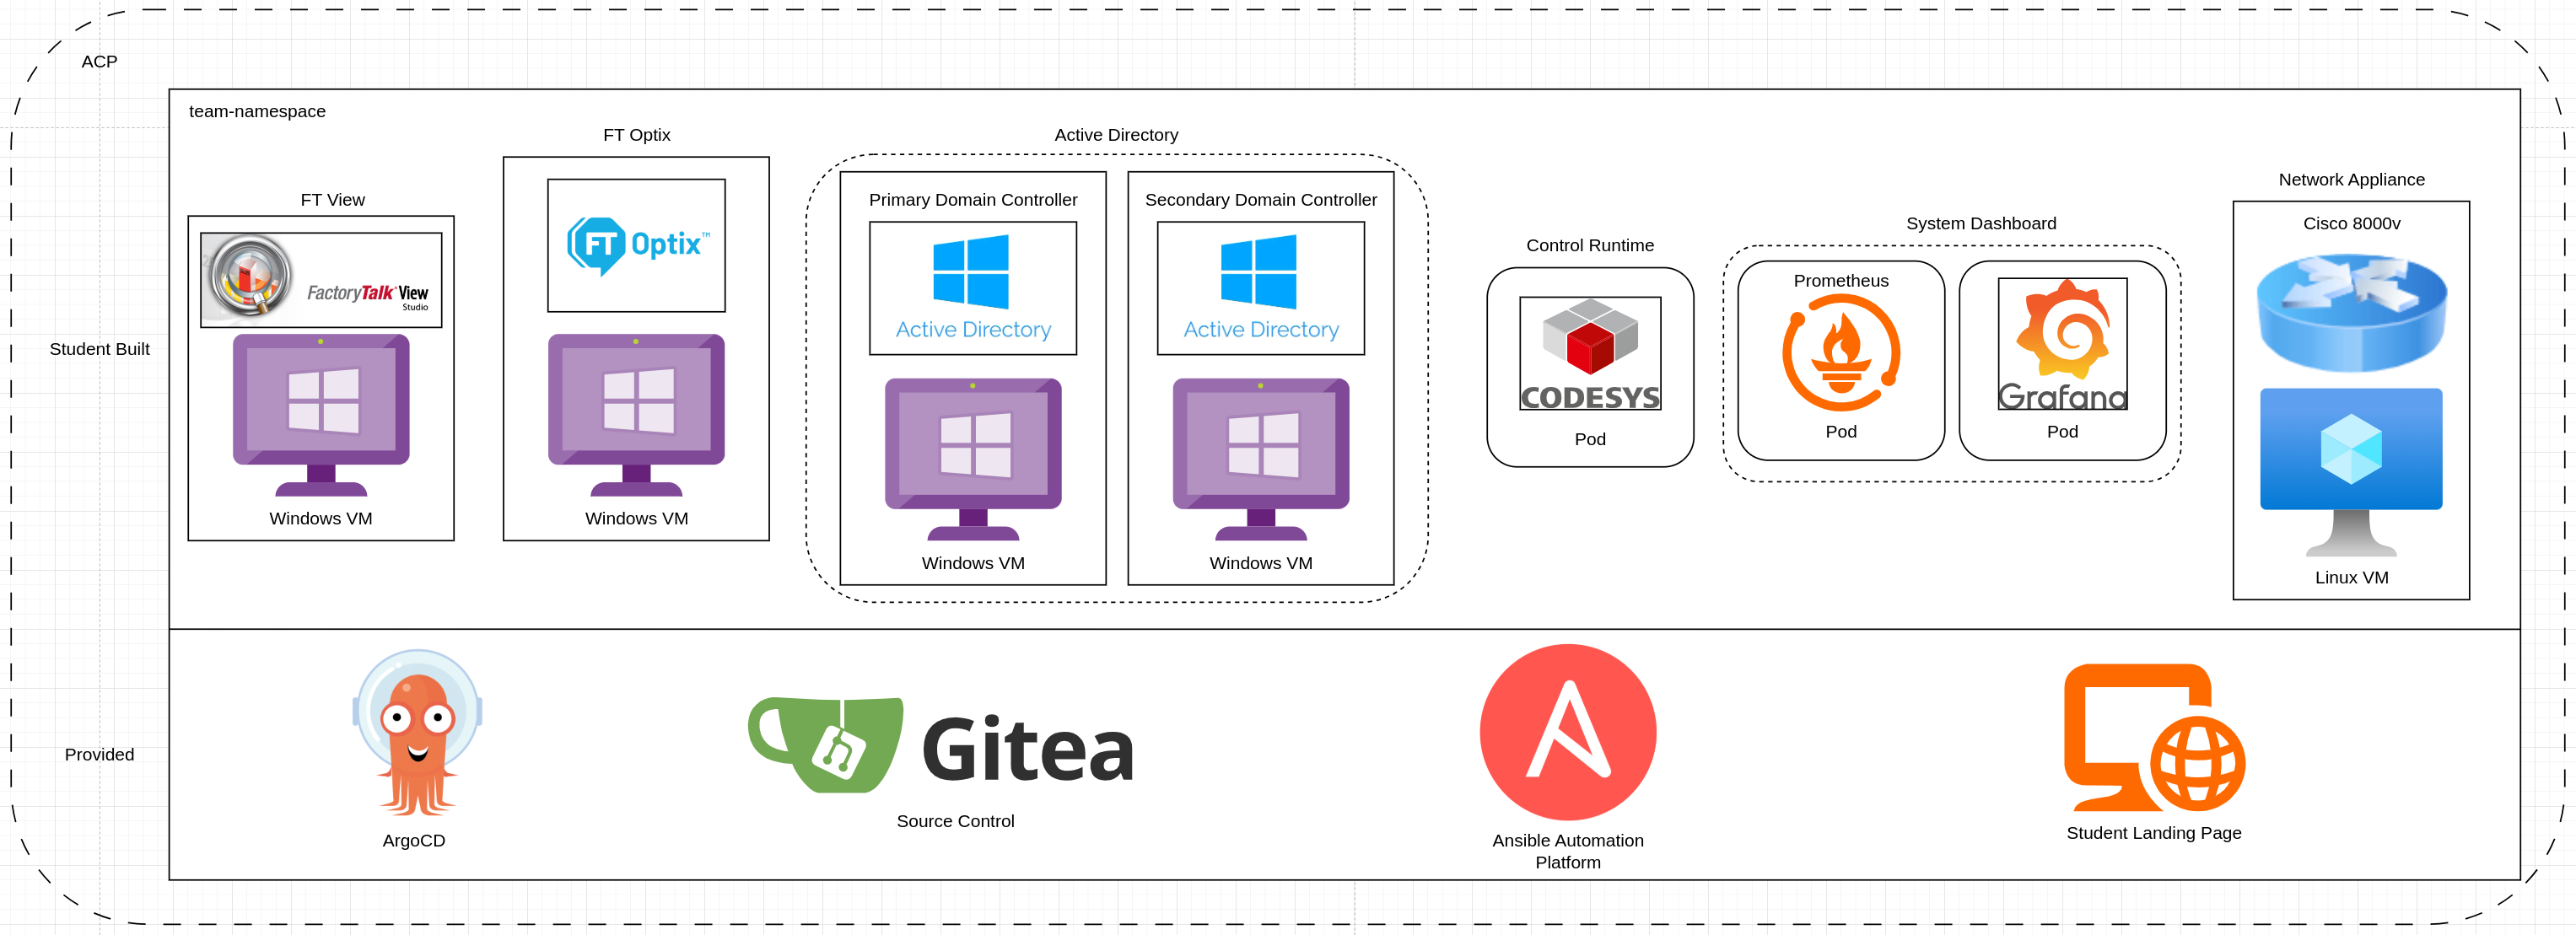 ACP
team-namespace
FT View
FactoryTalk View
Studio
Windows VM
FT Optix
FT Optix™
Windows VM
Active Directory
Primary Domain Controller
Active Directory
Windows VM
Secondary Domain Controller
Active Directory
Windows VM
Control Runtime
CODESYS
Pod
System Dashboard
Prometheus
Pod
Grafana
Pod
Network Appliance
Cisco 8000v
Linux VM
Student Built
Provided
ArgoCD
Gitea
Source Control
Ansible Automation
Platform
Student Landing Page